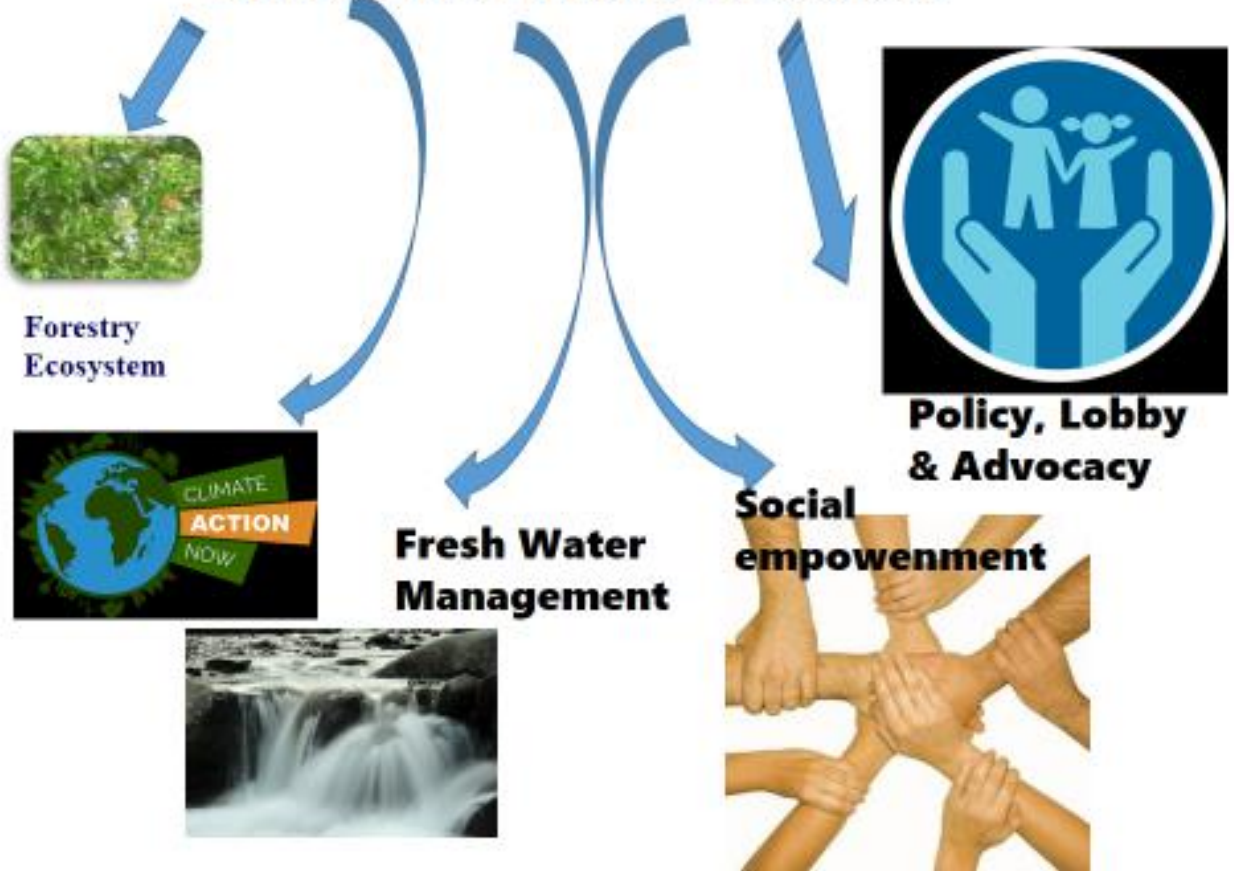 Forestry
Ecosystem
CLIMATE
ACTION
NOW
Fresh Water
Management
Social
empowenment
Policy, Lobby
& Advocacy